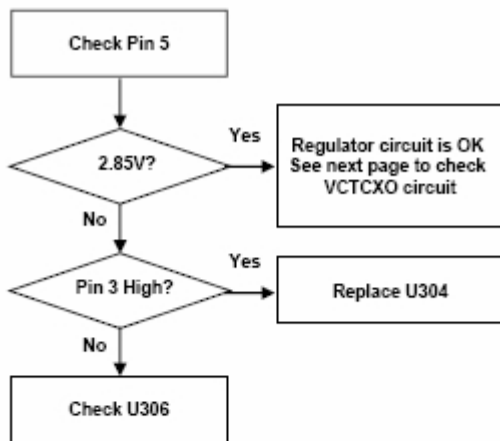 Check Pin 5
Yes
2.85V?
Regulator circuit is OK
See next page to check
VCTCXO circuit
No
Yes
Pin 3 High?
Replace U304
No
Check U306